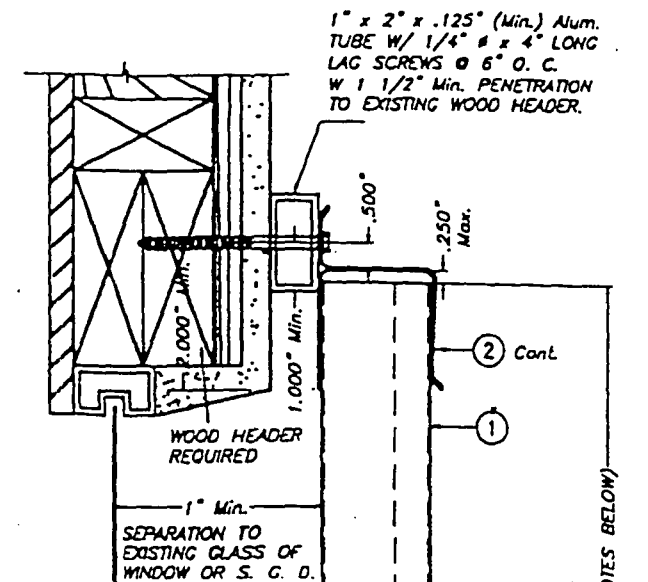 1" x 2" x .125" (Min.) Alum.
TUBE W/ 1/4" ø x 4" LONG
LAG SCREWS @ 6" O. C.
W 1 1/2" Min. PENETRATION
TO EXISTING WOOD HEADER.
.500"
.250"
Max.
2.000" Min.
1.000" Min.
2 Cont.
1
WOOD HEADER
REQUIRED
1" Min.
SEPARATION TO
EXISTING GLASS OF
WINDOW OR S. G. D.
NOTES BELOW)